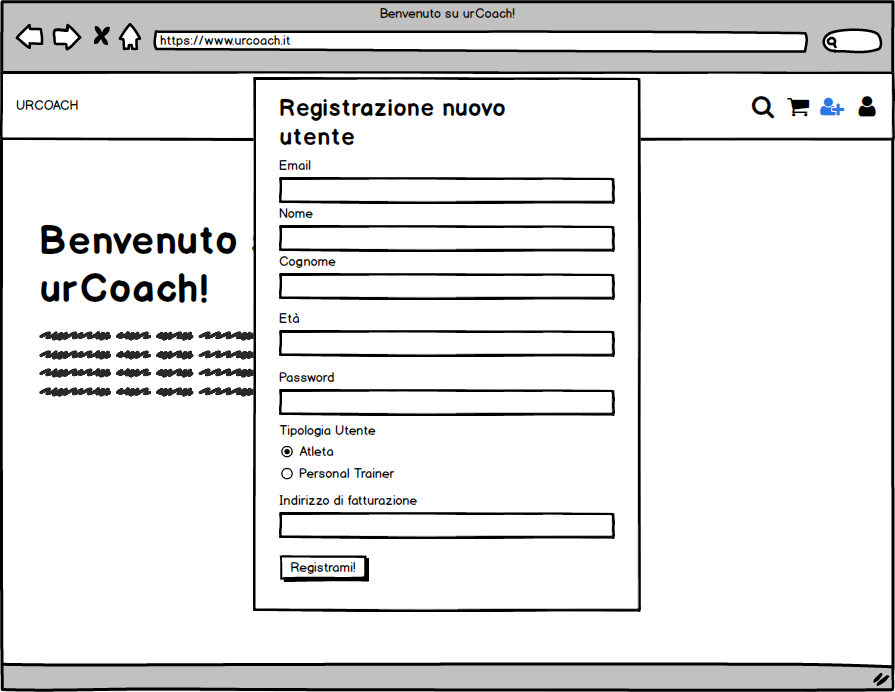 Benvenuto su urCoach!
https://www.urcoach.it
URCOACH
Registrazione nuovo
utente
Email
Nome
Cognome
Età
Password
Tipologia Utente
Atleta
Personal Trainer
Indirizzo di fatturazione
Registrami!
Benvenuto
urCoach!